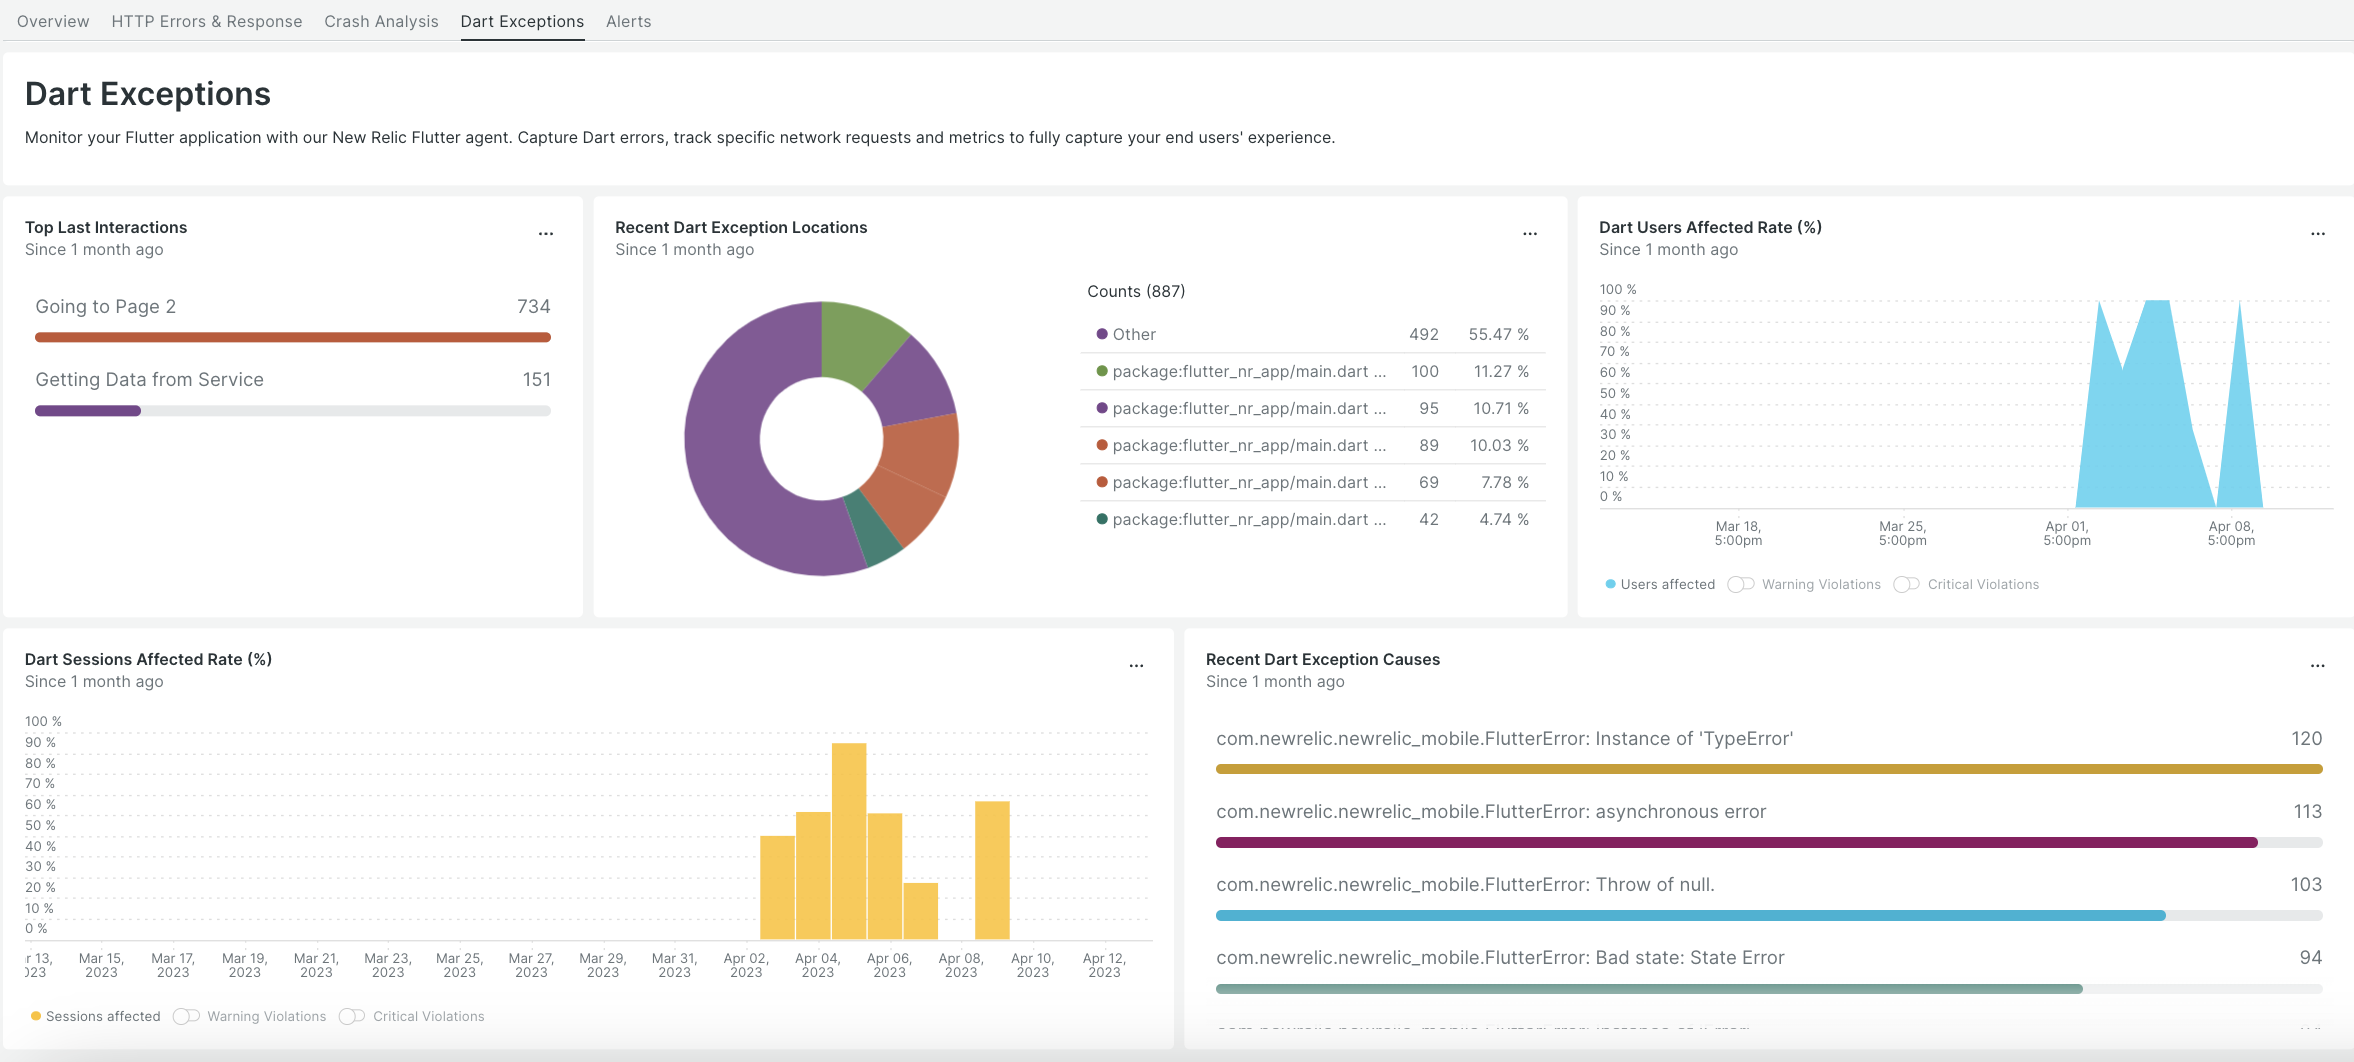 Overview HTTP Errors & Response Crash Analysis Dart Exceptions Alerts
Dart Exceptions
Monitor your Flutter application with our New Relic Flutter agent. Capture Dart errors, track specific network requests and metrics to fully capture your end users' experience.
Top Last Interactions
...
Since 1 month ago
Going to Page 2 734
Getting Data from Service 151
Recent Dart Exception Locations
...
Since 1 month ago
Counts (887)
Other 492 55.47 %
package:flutter_nr_app/main.dart ... 100 11.27 %
package:flutter_nr_app/main.dart ... 95 10.71 %
package:flutter_nr_app/main.dart ... 89 10.03 %
package:flutter_nr_app/main.dart ... 69 7.78 %
package:flutter_nr_app/main.dart ... 42 4.74 %
Dart Users Affected Rate (%)
...
Since 1 month ago
100 %
90 %
80 %
70 %
60 %
50 %
40 %
30 %
20 %
10 %
0 %
Mar 18, Mar 25, Apr 01, Apr 08,
5:00pm 5:00pm 5:00pm 5:00pm
Users affected Warning Violations Critical Violations
Dart Sessions Affected Rate (%)
...
Since 1 month ago
100 %
90 %
80 %
70 %
60 %
50 %
40 %
30 %
20 %
10 %
0 %
r 13, Mar 15, Mar 17, Mar 19, Mar 21, Mar 23, Mar 25, Mar 27, Mar 29, Mar 31, Apr 02, Apr 04, Apr 06, Apr 08, Apr 10, Apr 12,
023 2023 2023 2023 2023 2023 2023 2023 2023 2023 2023 2023 2023 2023 2023 2023
Sessions affected Warning Violations Critical Violations
Recent Dart Exception Causes
...
Since 1 month ago
com.newrelic.newrelic_mobile.FlutterError: Instance of 'TypeError' 120
com.newrelic.newrelic_mobile.FlutterError: asynchronous error 113
com.newrelic.newrelic_mobile.FlutterError: Throw of null. 103
com.newrelic.newrelic_mobile.FlutterError: Bad state: State Error 94